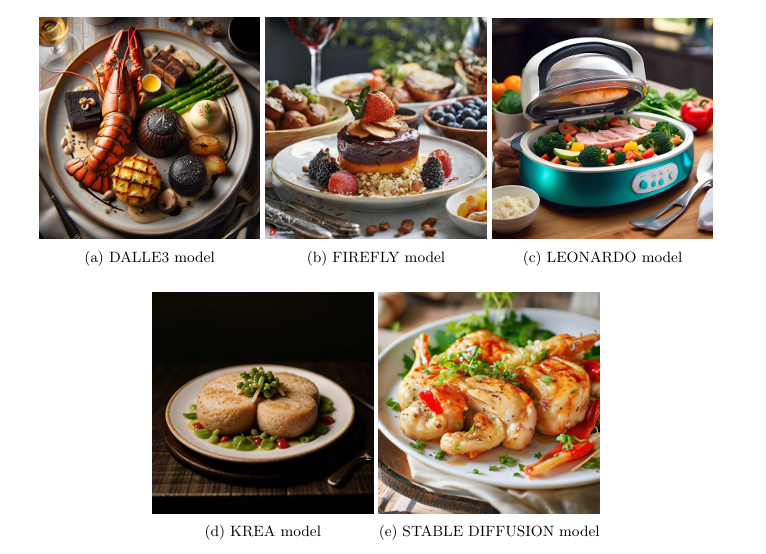 (a) DALLE3 model
(b) FIREFLY model
(c) LEONARDO model
(d) KREA model
(e) STABLE DIFFUSION model